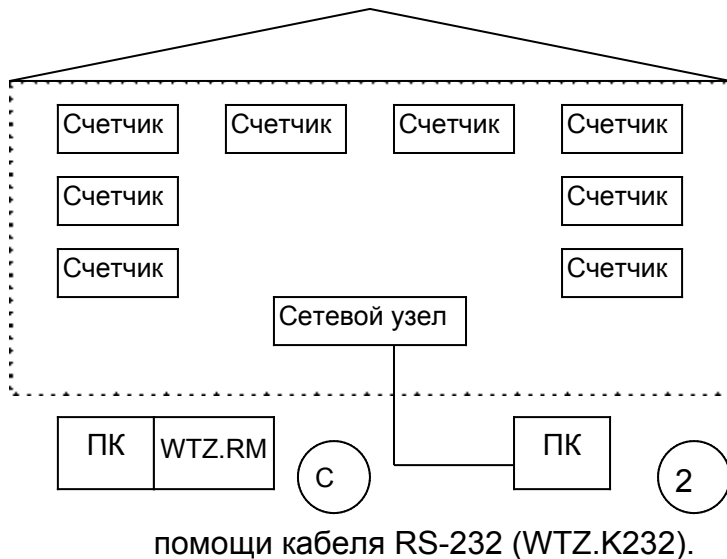 Счетчик Счетчик Счетчик Счетчик
Счетчик Счетчик
Счетчик Счетчик
Сетевой узел
ПК WTZ.RM С ПК 2
помощи кабеля RS-232 (WTZ.K232).